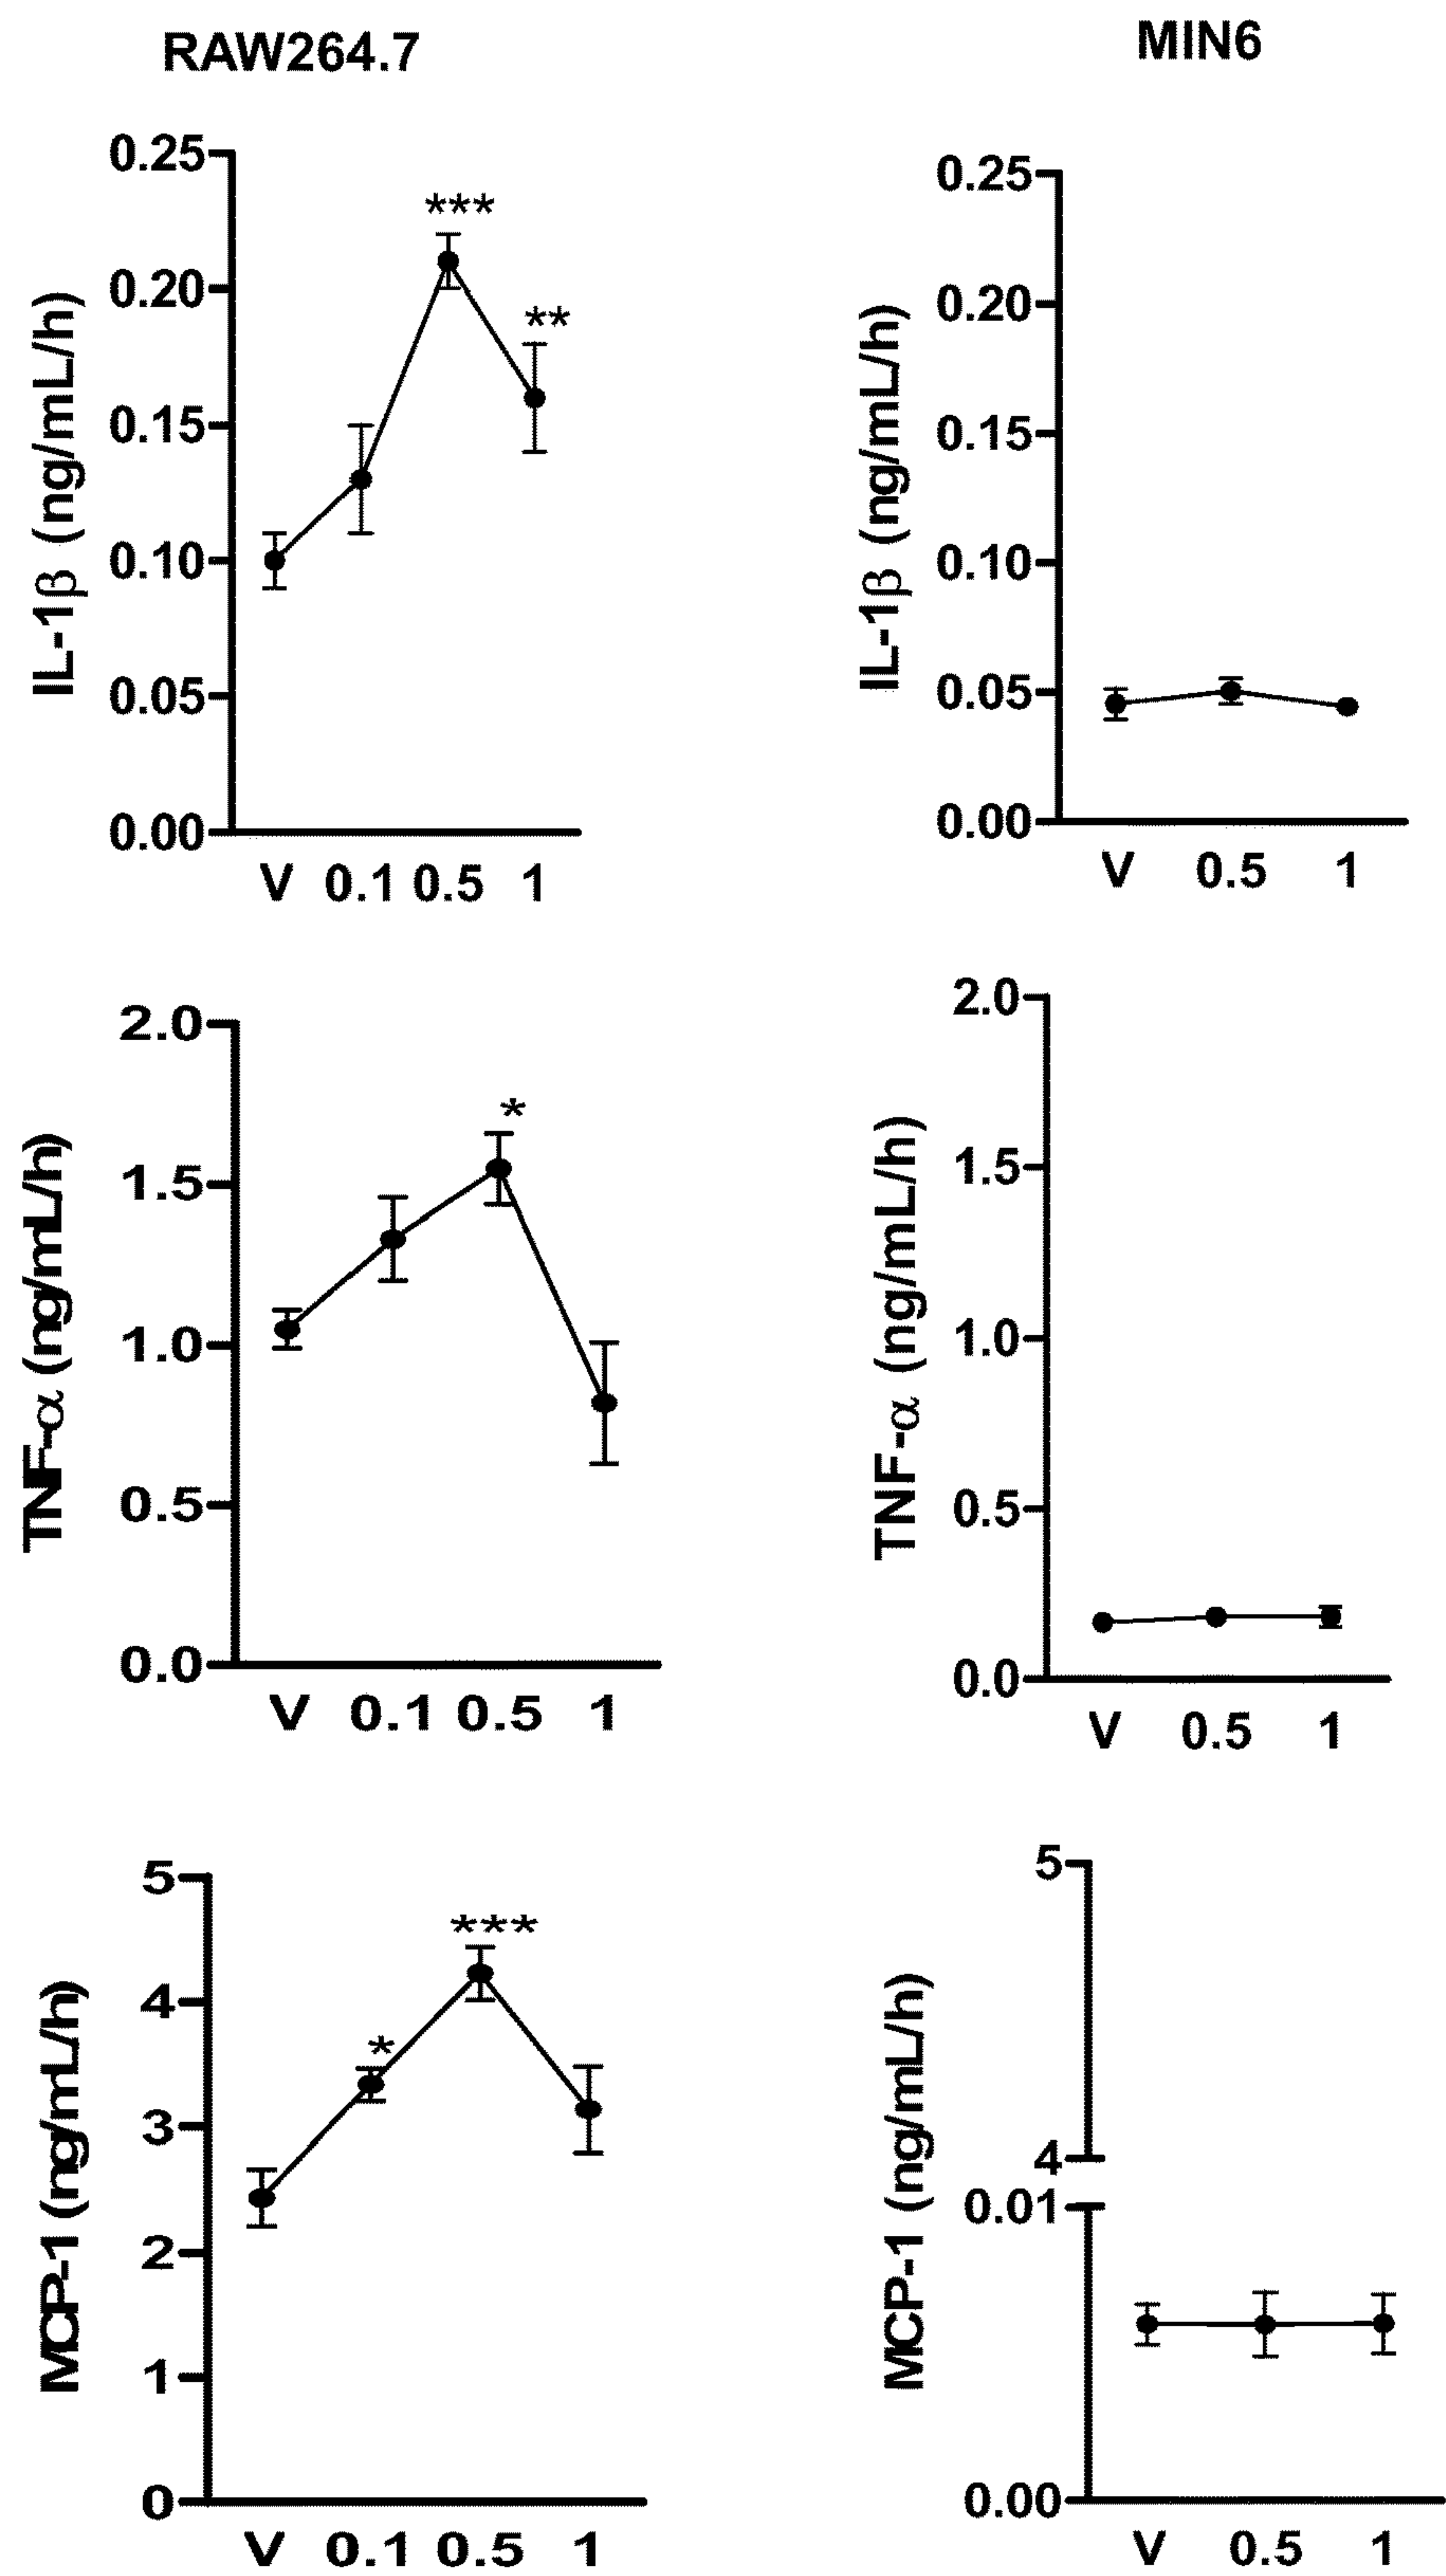 RAW264.7
MIN6
IL-1β (ng/mL/h)
0.25
***
0.20
**
0.15
0.10
0.05
0.00
V 0.1 0.5 1
IL-1β (ng/mL/h)
0.25
0.20
0.15
0.10
0.05
0.00
V 0.5 1
TNF-α (ng/mL/h)
2.0
*
1.5
1.0
0.5
0.0
V 0.1 0.5 1
TNF-α (ng/mL/h)
2.0
1.5
1.0
0.5
0.0
V 0.5 1
MCP-1 (ng/mL/h)
5
***
4
*
3
2
1
0
V 0.1 0.5 1
MCP-1 (ng/mL/h)
5
4
0.01
0.00
V 0.5 1